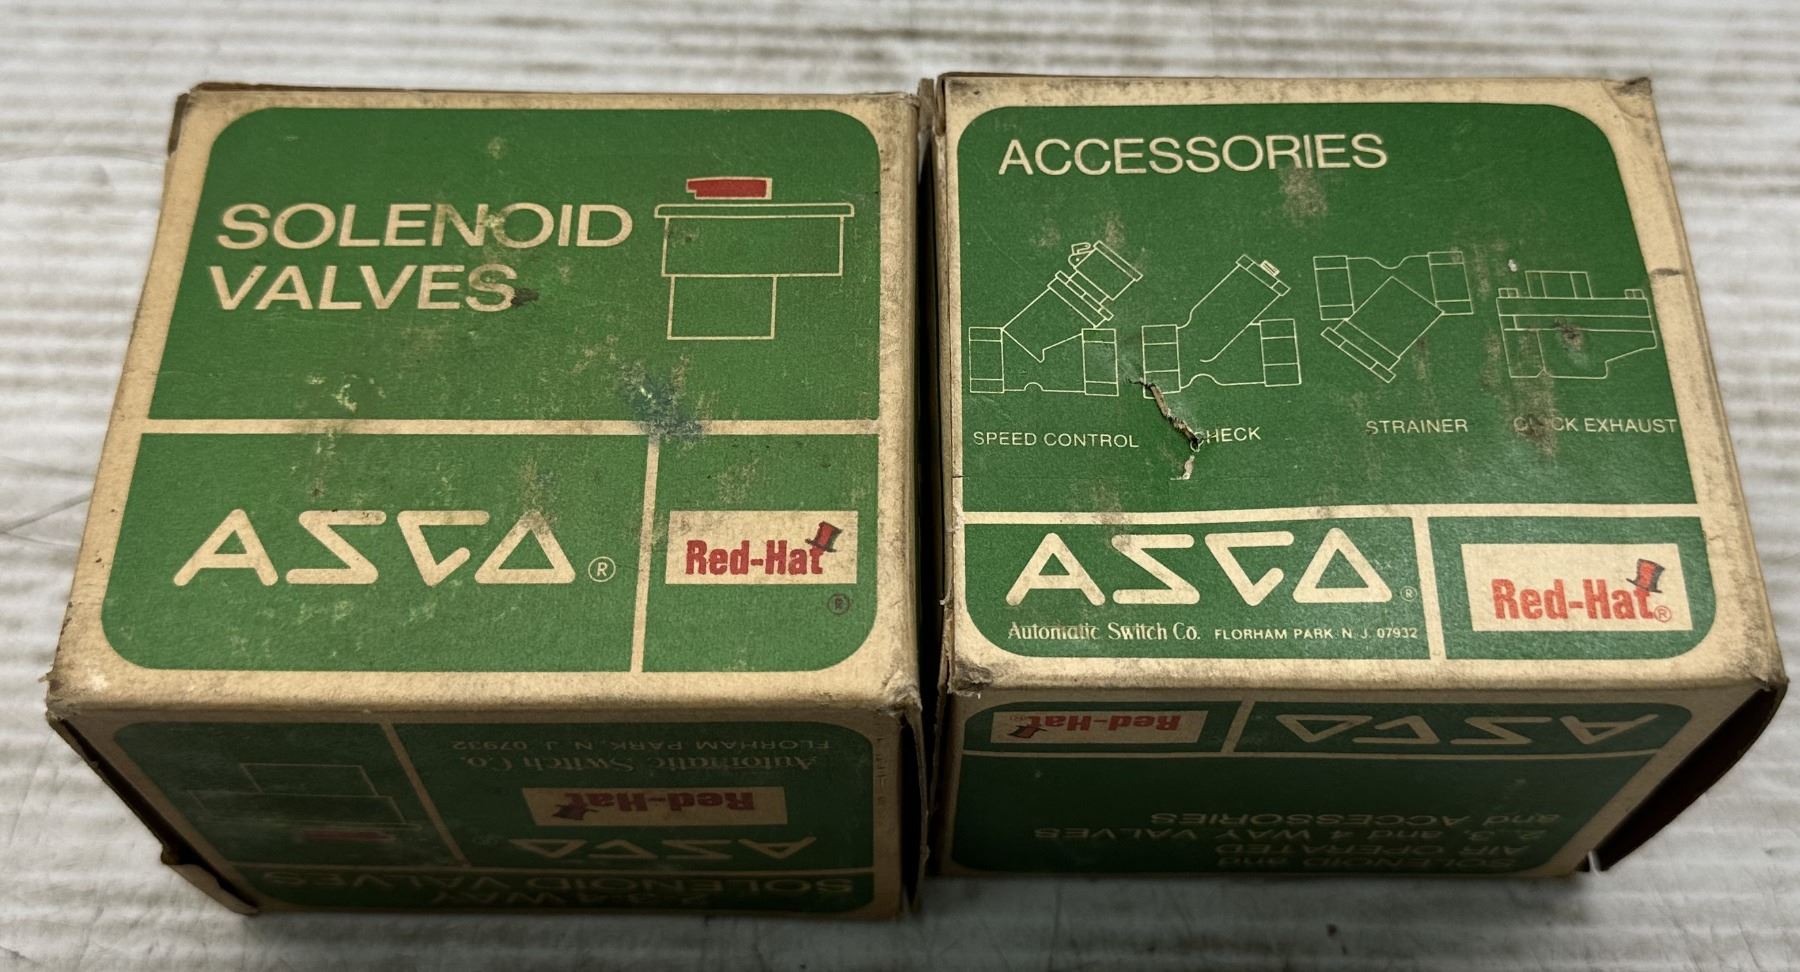 SOLENOID
VALVES
ASCO®
Red-Hat
®
FLORHAM PARK, N. J. 07932
Automatic Switch Co.
Red-Hat
ASCO
SOLENOID VALVES
ACCESSORIES
SPEED CONTROL
CHECK
STRAINER
QUICK EXHAUST
ASCO®
Automatic Switch Co. FLORHAM PARK N. J. 07932
Red-Hat®
Red-Hat®
ASCO
SOLENOID and
AIR OPERATED
2, 3, and 4 WAY VALVES
and ACCESSORIES